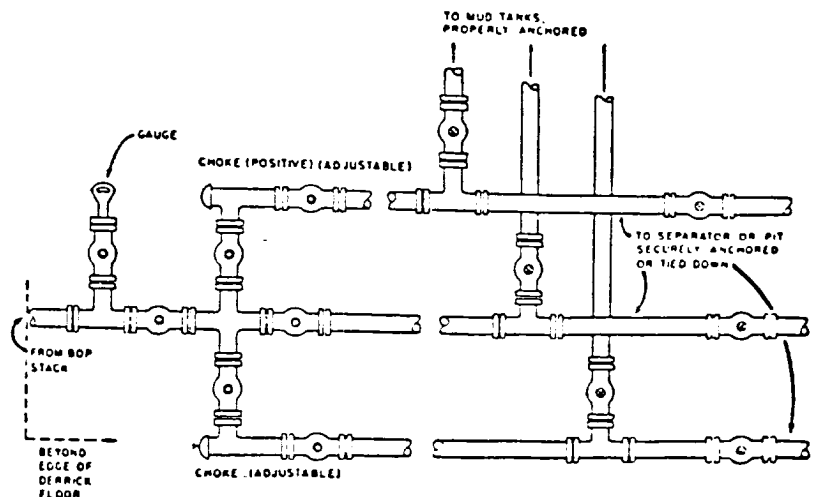 TO MUD TANKS,
PROPERLY ANCHORED
GAUGE
CHOKE (POSITIVE) (ADJUSTABLE)
TO SEPARATOR OR PIT
SECURELY ANCHORED
OR TIED DOWN
FROM BOP
STACK
CHOKE (ADJUSTABLE)
BEYOND
EDGE OF
DERRICK
FLOOR